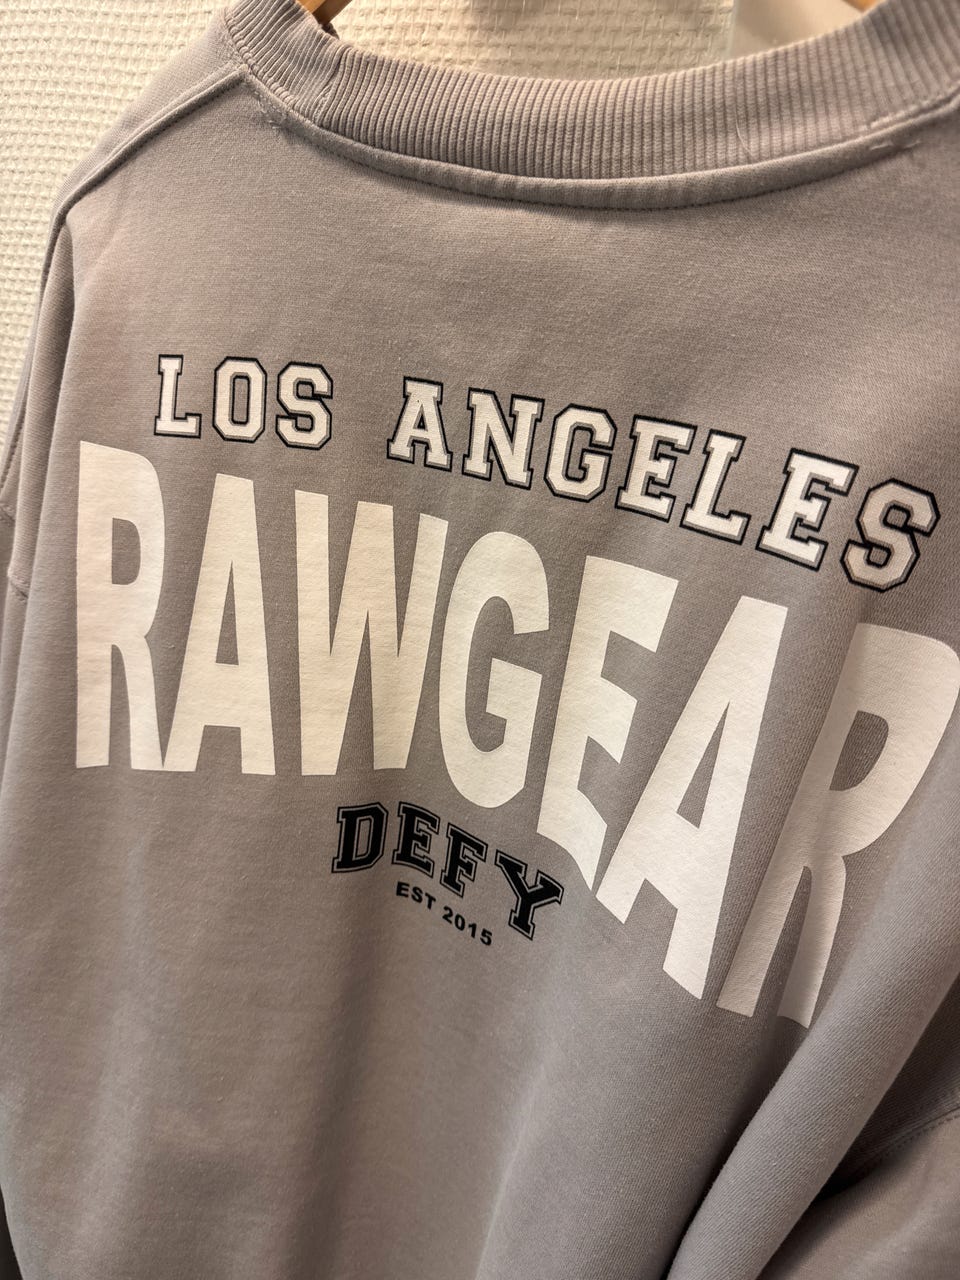 LOS ANGELES
RAWGEAR
DEFY
EST 2015